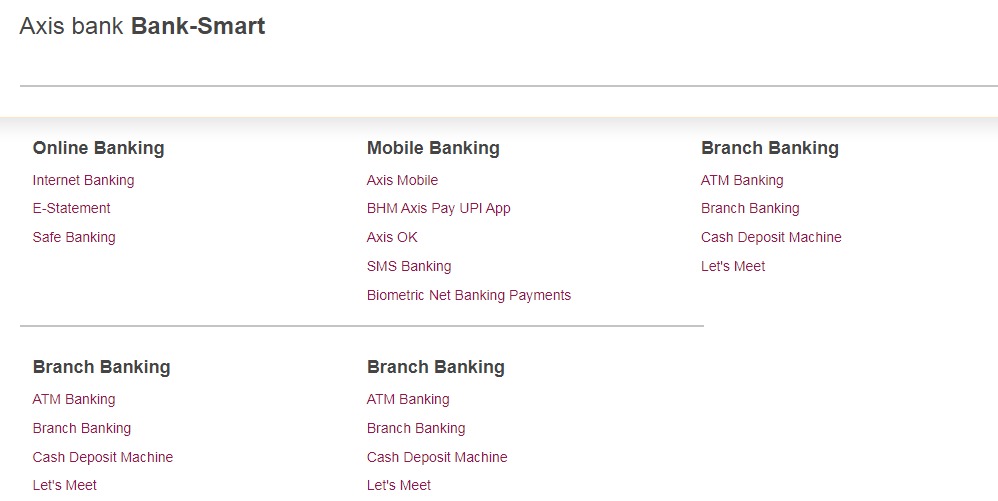 Axis bank Bank-Smart
Online Banking
Internet Banking
E-Statement
Safe Banking
Mobile Banking
Axis Mobile
BHM Axis Pay UPI App
Axis OK
SMS Banking
Biometric Net Banking Payments
Branch Banking
ATM Banking
Branch Banking
Cash Deposit Machine
Let's Meet
Branch Banking
ATM Banking
Branch Banking
Cash Deposit Machine
Let's Meet
Branch Banking
ATM Banking
Branch Banking
Cash Deposit Machine
Let's Meet